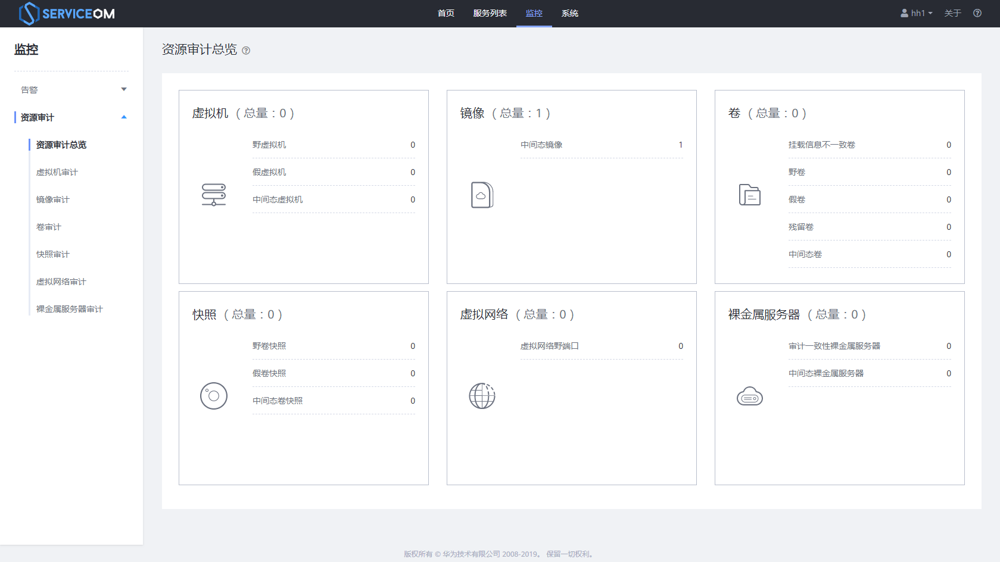 SERVICEOM
首页 服务列表 监控 系统
hh1 关于
监控
告警
资源审计
资源审计总览
虚拟机审计
镜像审计
卷审计
快照审计
虚拟网络审计
裸金属服务器审计
资源审计总览
虚拟机 ( 总量 : 0 )
野虚拟机 0
假虚拟机 0
中间态虚拟机 0
镜像 ( 总量 : 1 )
中间态镜像 1
卷 ( 总量 : 0 )
挂载信息不一致卷 0
野卷 0
假卷 0
残留卷 0
中间态卷 0
快照 ( 总量 : 0 )
野卷快照 0
假卷快照 0
中间态卷快照 0
虚拟网络 ( 总量 : 0 )
虚拟网络野端口 0
裸金属服务器 ( 总量 : 0 )
审计一致性裸金属服务器 0
中间态裸金属服务器 0
版权所有 © 华为技术有限公司 2008-2019。 保留一切权利。